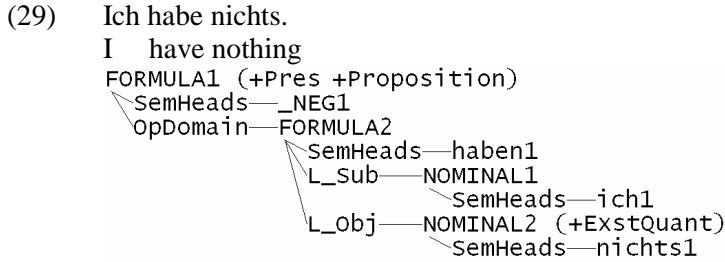 (29) Ich habe nichts.
I have nothing
FORMULA1 (+Pres +Proposition)
SemHeads—_NEG1
OpDomain—FORMULA2
SemHeads—haben1
L_Sub—NOMINAL1
SemHeads—ich1
L_Obj—NOMINAL2 (+ExstQuant)
SemHeads—nichts1